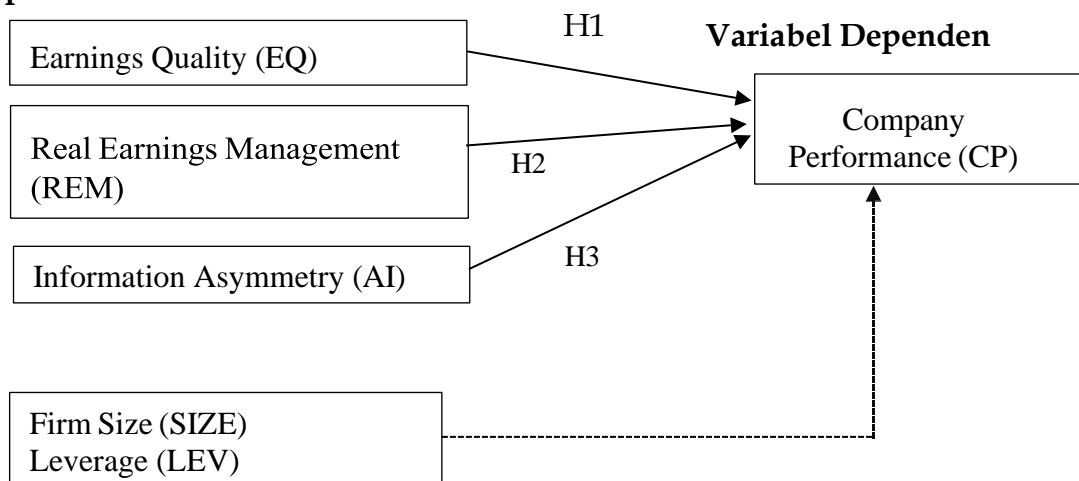 H1
Variabel Dependen
Earnings Quality (EQ)
Company
Performance (CP)
Real Earnings Management
(REM)
H2
H3
Information Asymmetry (AI)
Firm Size (SIZE)
Leverage (LEV)